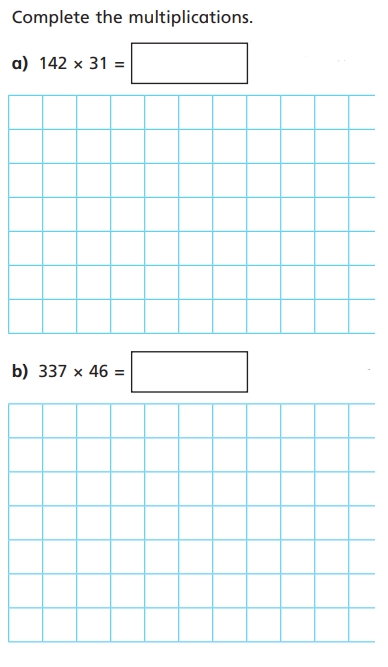 Complete the multiplications.
a) 142 × 31 =
b) 337 × 46 =